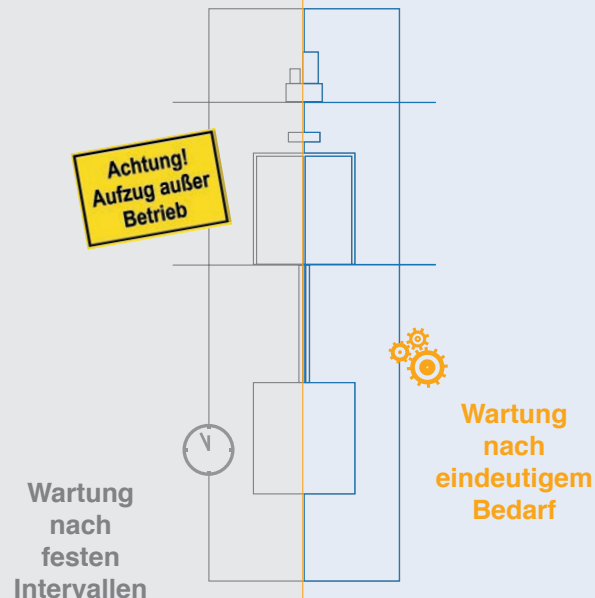 Achtung!
Aufzug außer
Betrieb
Wartung
nach
eindeutigem
Bedarf
Wartung
nach
festen
Intervallen